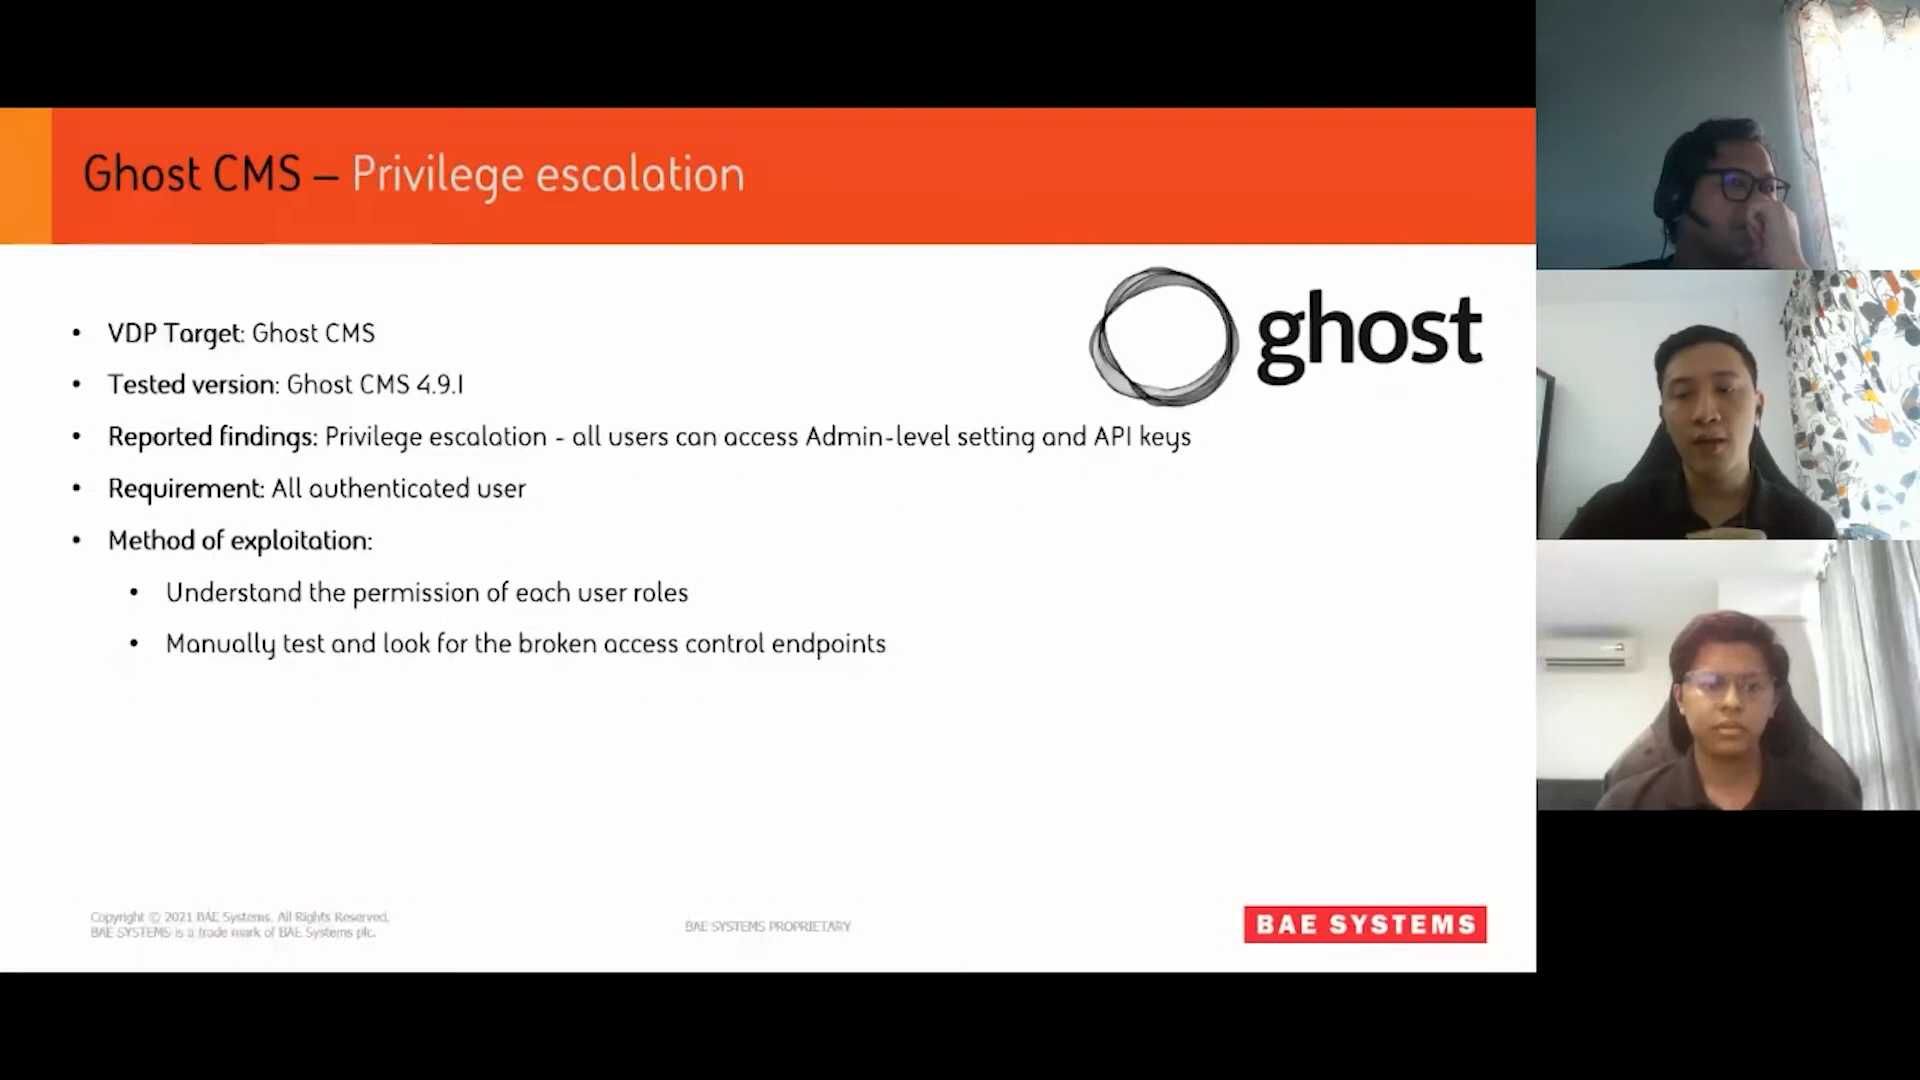 Ghost CMS – Privilege escalation
ghost
• VDP Target: Ghost CMS
• Tested version: Ghost CMS 4.9.1
• Reported findings: Privilege escalation - all users can access Admin-level setting and API keys
• Requirement: All authenticated user
• Method of exploitation:
• Understand the permission of each user roles
• Manually test and look for the broken access control endpoints
Copyright © 2021 BAE Systems. All Rights Reserved.
BAE SYSTEMS is a trade mark of BAE Systems plc.
BAE SYSTEMS PROPRIETARY
BAE SYSTEMS